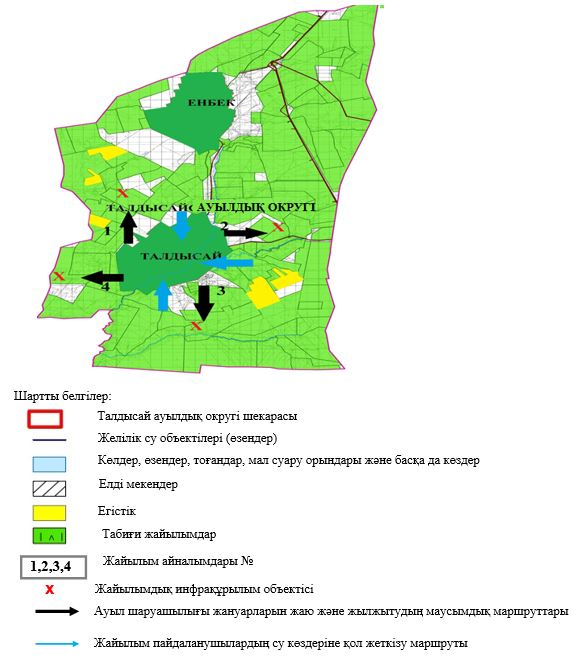 ЕНБЕК
ТАЛДЫСАЙ АУЫЛДЫҚ ОКРУГІ
1
2
ТАЛДЫСАЙ
Х
4
3
Х
Х
Х
Шартты белгілер:
Талдысай ауылдық округі шекарасы
Желілік су объектілері (өзендер)
Көлдер, өзендер, тоғандар, мал суару орындары және басқа да көздер
Елді мекендер
Егістік
Табиғи жайылымдар
1,2,3,4 Жайылым айналымдары №
Х Жайылымдық инфрақұрылым объектісі
Ауыл шаруашылығы жануарларын жаю және жылжытудың маусымдық маршруттары
Жайылым пайдаланушылардың су көздеріне қол жеткізу маршруты